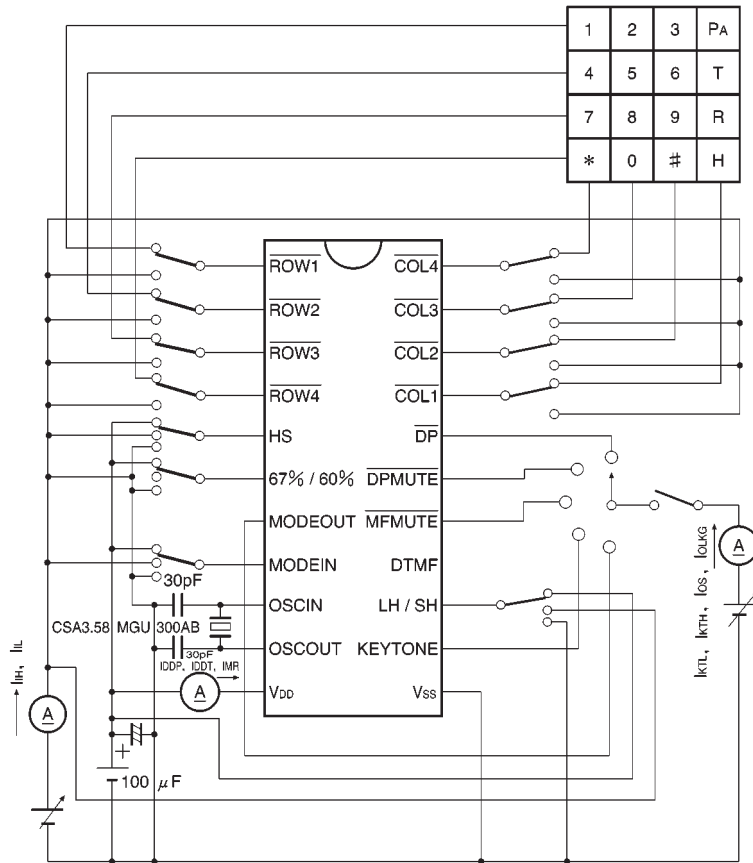 1 2 3 PA
4 5 6 T
7 8 9 R
* 0 # H
ROW1 COL4
ROW2 COL3
ROW3 COL2
ROW4 COL1
HS DP
67% / 60% DPMUTE
MODEOUT MFMUTE
MODEIN DTMF
30pF
OSCIN LH / SH
CSA3.58 MGU 300AB
OSCOUT KEYTONE
30pF
IDDP, IDDT, IMR
A
VDD VSS
IIH, IIL
A
+
100 μF
A
IKTL, IKTH, IOS, IOLKG